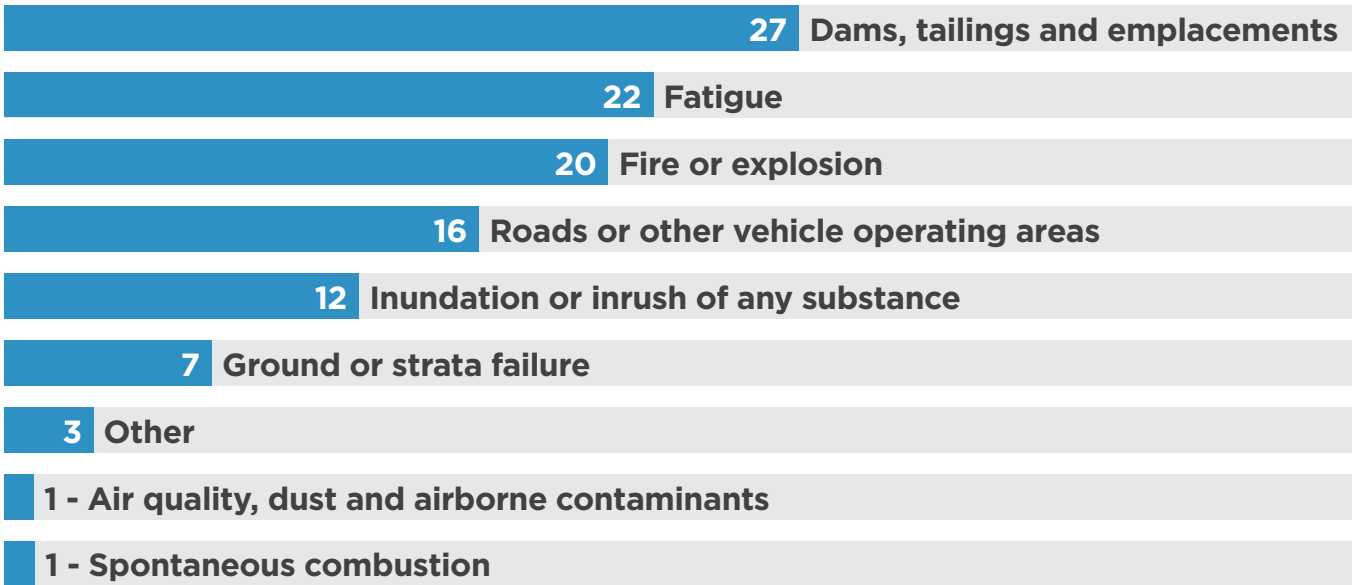 27 Dams, tailings and emplacements
22 Fatigue
20 Fire or explosion
16 Roads or other vehicle operating areas
12 Inundation or inrush of any substance
7 Ground or strata failure
3 Other
1 - Air quality, dust and airborne contaminants
1 - Spontaneous combustion